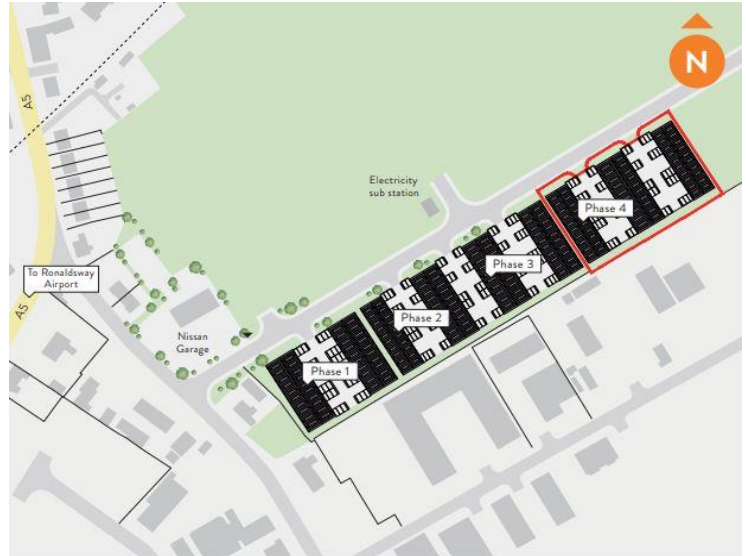 N
A5
Electricity
sub station
Phase 4
To Ronaldsway
Airport
Phase 3
A5
Phase 2
Nissan
Garage
Phase 1